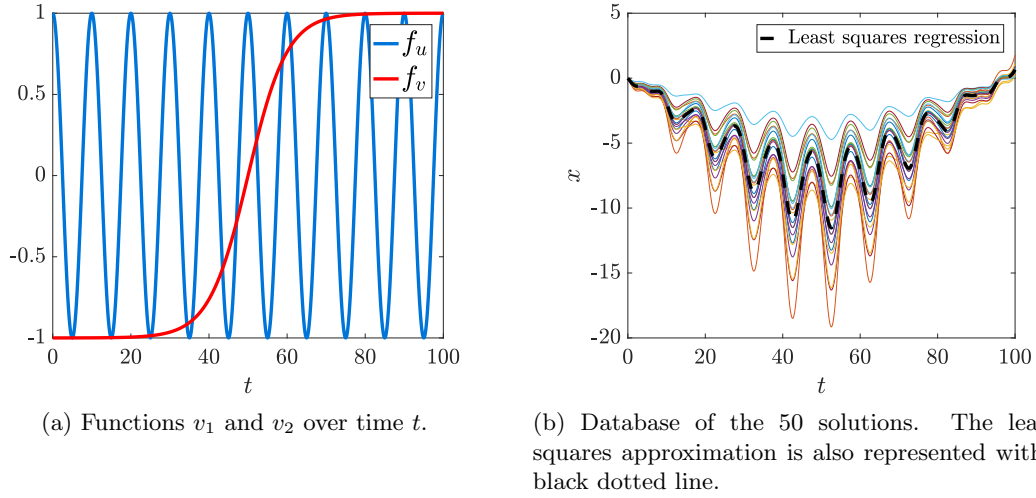 1
0.5
0
-0.5
-1
0 20 40 60 80 100
t
f_u
f_v
(a) Functions v_1 and v_2 over time t.
5
0
-5
-10
-15
-20
x
0 20 40 60 80 100
t
Least squares regression
(b) Database of the 50 solutions. The lea
squares approximation is also represented with
black dotted line.